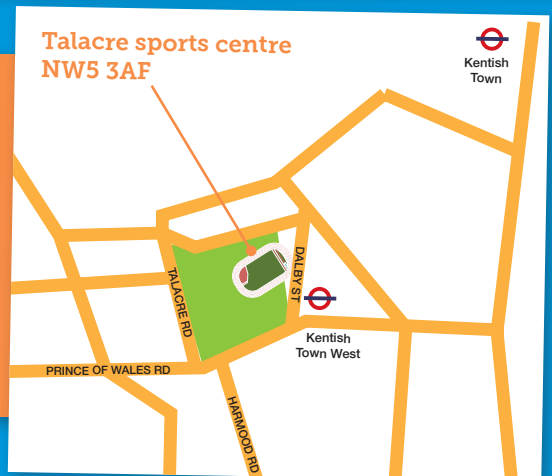 Talacre sports centre
NW5 3AF
Kentish
Town
TALACRE RD
DALBY ST
Kentish
Town West
PRINCE OF WALES RD
HARMOOD RD